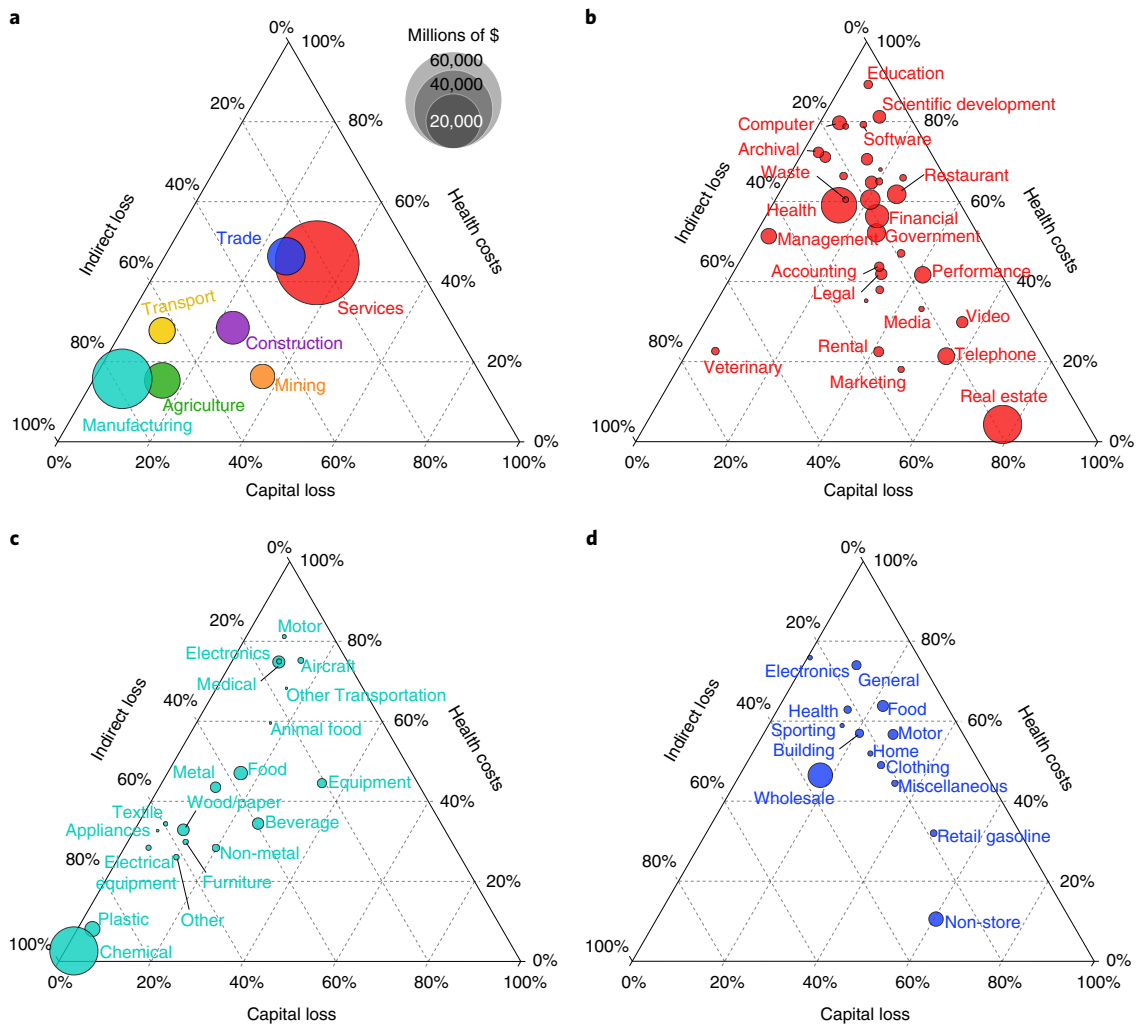 a
0%
100%
Millions of $
60,000
40,000
20,000
20%
80%
40%
60%
Indirect loss
Health costs
Trade
60%
40%
Services
Transport
Construction
80%
20%
Mining
Agriculture
Manufacturing
100%
0%
0%
20%
40%
60%
80%
100%
Capital loss
b
0%
100%
Education
20%
Scientific development
Computer
80%
Software
Archival
Waste
Restaurant
40%
60%
Indirect loss
Health costs
Health
Financial
Management
Government
60%
Accounting
Performance
40%
Legal
Media
Video
80%
Rental
Telephone
20%
Veterinary
Marketing
Real estate
100%
0%
0%
20%
40%
60%
80%
100%
Capital loss
c
0%
100%
20%
Motor
80%
Electronics
Aircraft
Medical
Other Transportation
40%
60%
Indirect loss
Health costs
Animal food
Metal
Food
60%
Equipment
Wood/paper
40%
Textile
Beverage
Appliances
Non-metal
80%
Electrical
equipment
Furniture
20%
Plastic
Other
100%
Chemical
0%
0%
20%
40%
60%
80%
100%
Capital loss
d
0%
100%
20%
80%
Electronics
General
40%
Health
Food
60%
Indirect loss
Health costs
Sporting
Motor
Building
Home
Clothing
60%
Miscellaneous
Wholesale
40%
Retail gasoline
80%
20%
Non-store
100%
0%
0%
20%
40%
60%
80%
100%
Capital loss